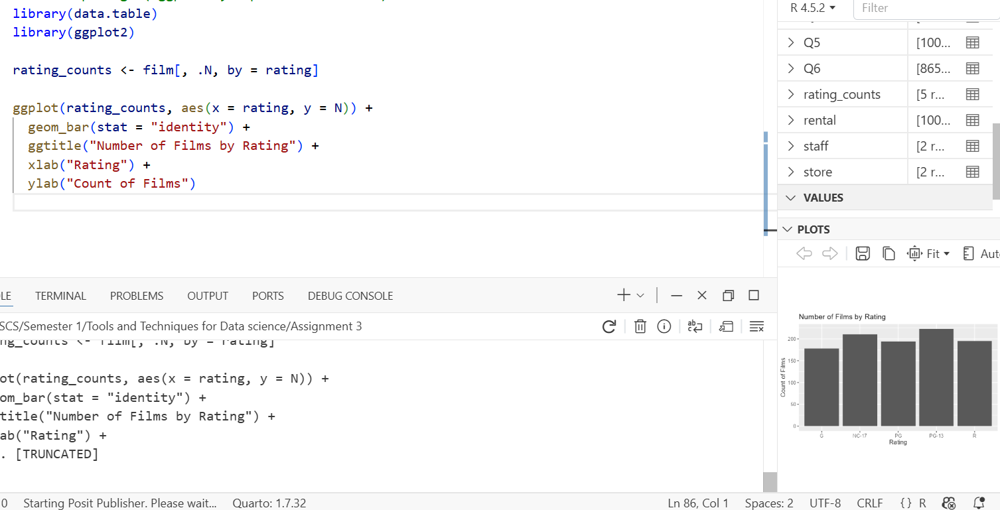 library(data.table)
library(ggplot2)
rating_counts <- film[, .N, by = rating]
ggplot(rating_counts, aes(x = rating, y = N)) +
geom_bar(stat = "identity") +
ggtitle("Number of Films by Rating") +
xlab("Rating") +
ylab("Count of Films")
R 4.5.2
Filter
Q5 [100...
Q6 [865...
rating_counts [5 r...
rental [100...
staff [2 r...
store [2 r...
VALUES
PLOTS
Fit
Aut
Number of Films by Rating
Count of Films
200
150
100
50
0
G NC-17 PG PG-13 R
Rating
LE TERMINAL PROBLEMS OUTPUT PORTS DEBUG CONSOLE
SCS/Semester 1/Tools and Techniques for Data science/Assignment 3
ng_counts <- film[, .N, by = rating]
ot(rating_counts, aes(x = rating, y = N)) +
om_bar(stat = "identity") +
title("Number of Films by Rating") +
ab("Rating") +
. [TRUNCATED]
0 Starting Posit Publisher. Please wait... Quarto: 1.7.32 Ln 86, Col 1 Spaces: 2 UTF-8 CRLF {} R